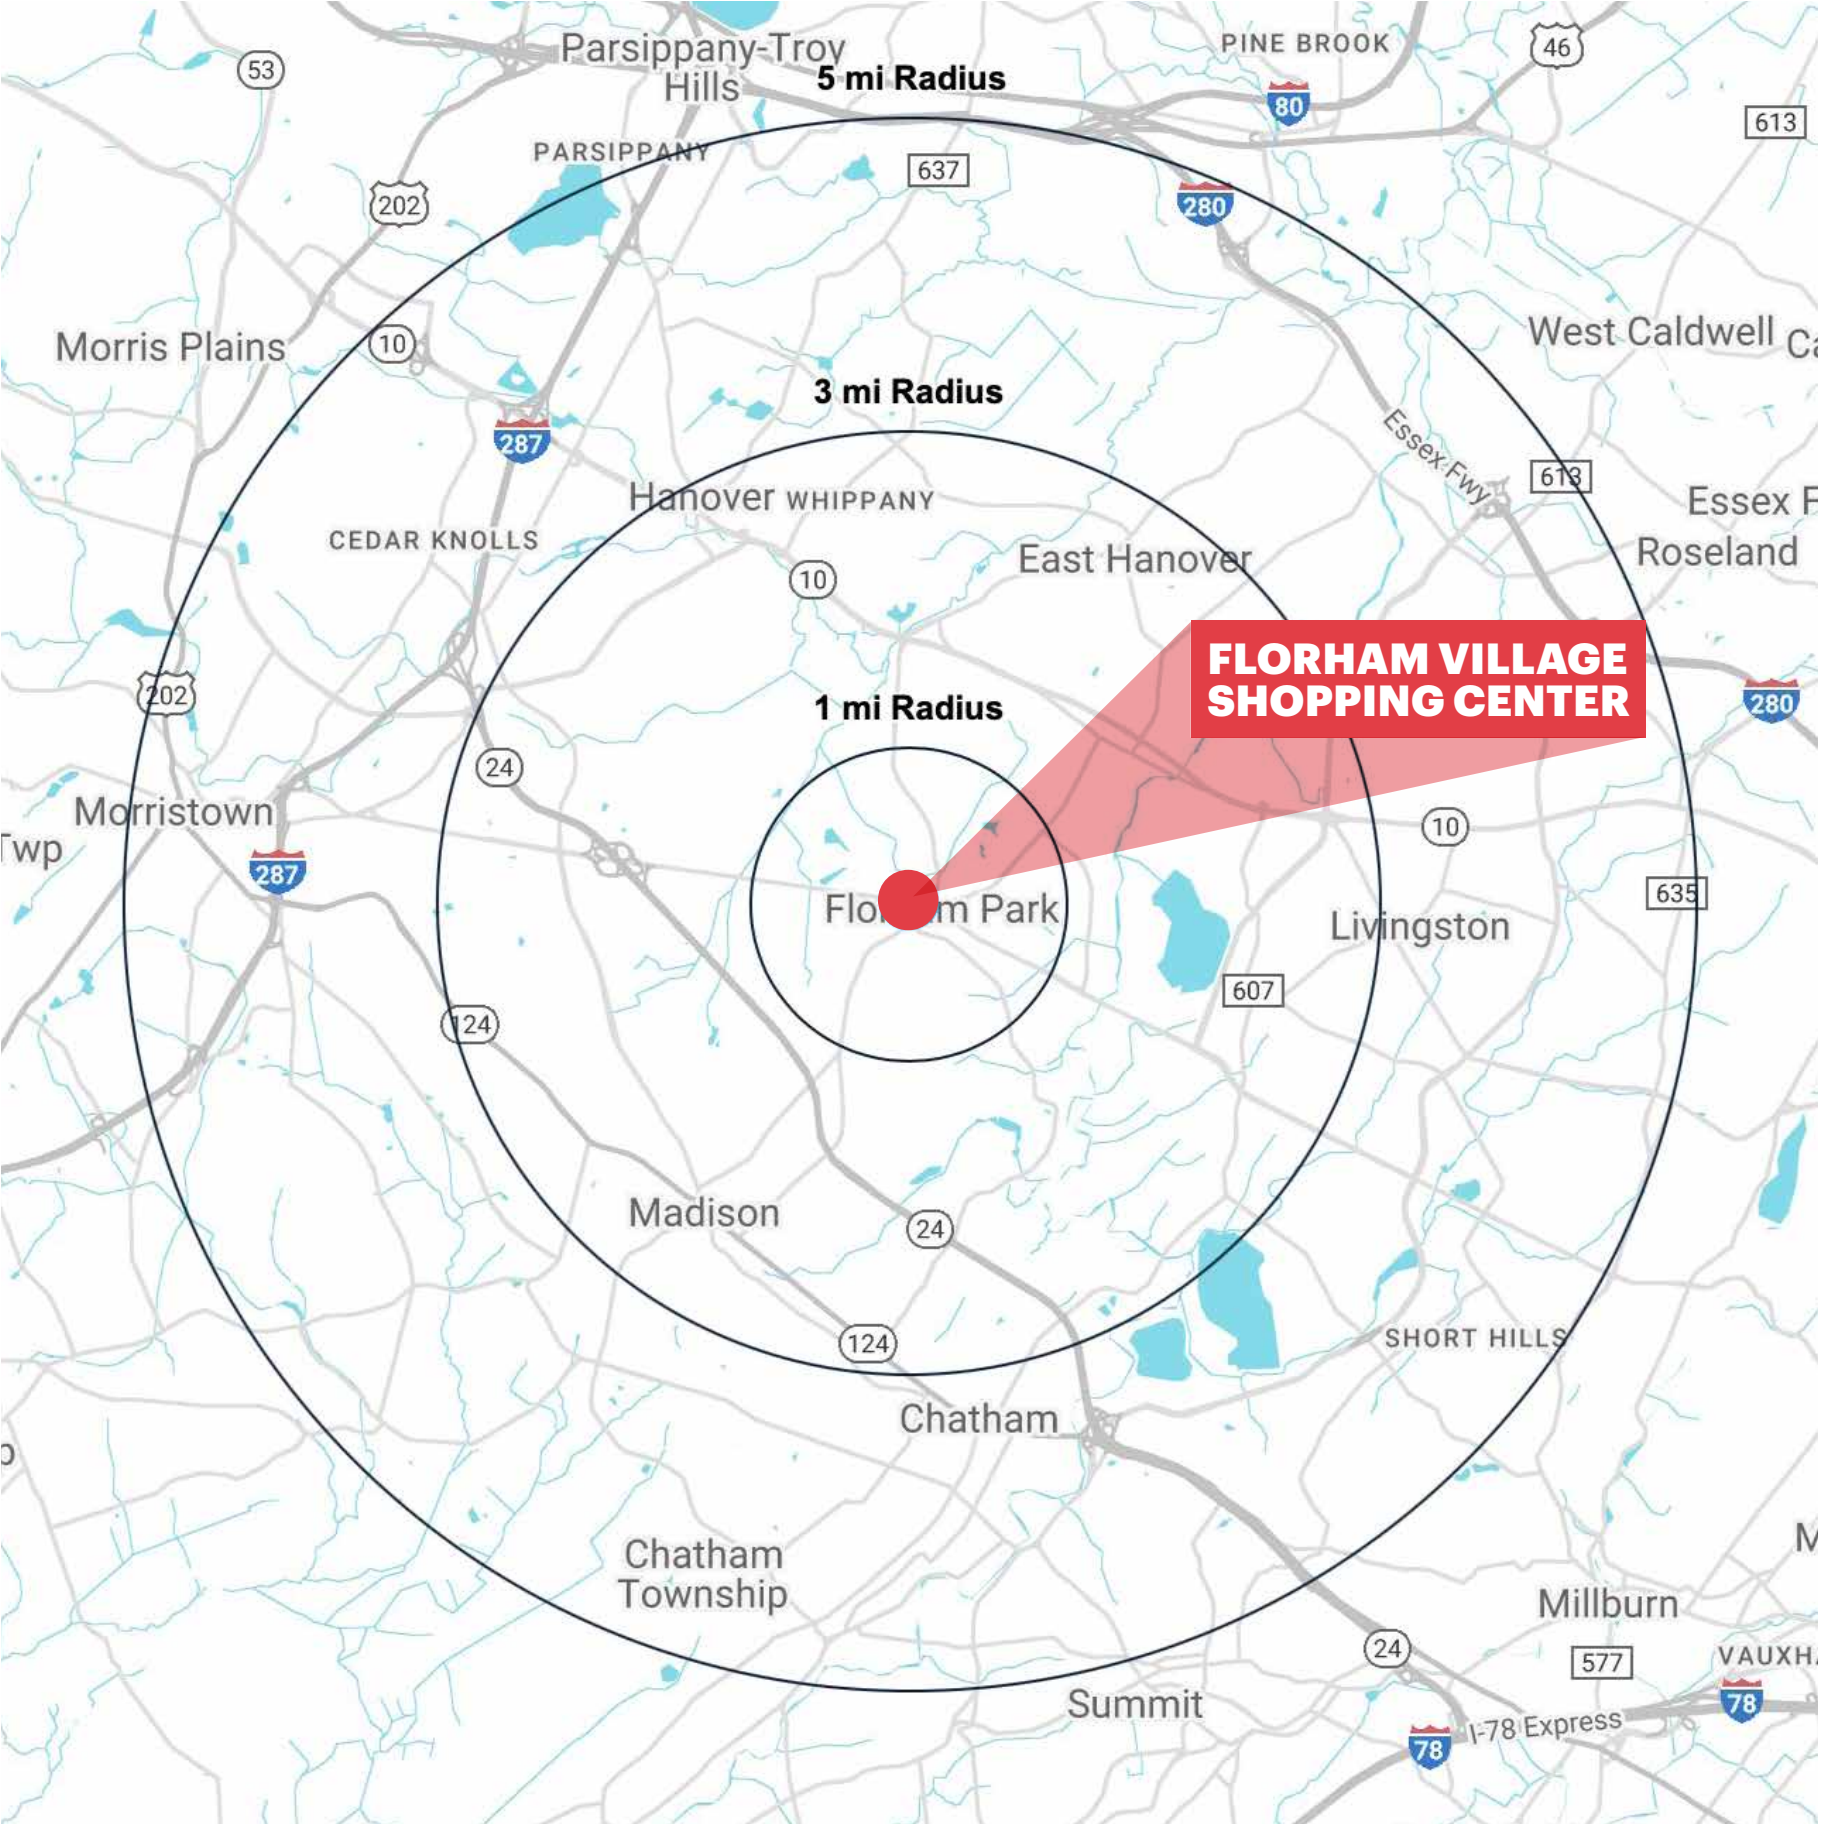 PINE BROOK
46
53
Parsippany-Troy
Hills
5 mi Radius
80
613
PARSIPPANY
637
202
280
Morris Plains
10
West Caldwell
3 mi Radius
287
Essex Fwy
613
Hanover
WHIPPANY
Essex F
CEDAR KNOLLS
East Hanover
Roseland
10
FLORHAM VILLAGE
SHOPPING CENTER
202
1 mi Radius
280
24
Morristown
10
Twp
287
635
Park
Livingston
607
124
Madison
24
124
SHORT HILLS
Chatham
Chatham
Township
Millburn
24
577
VAUXH
Summit
78
I-78 Express
78